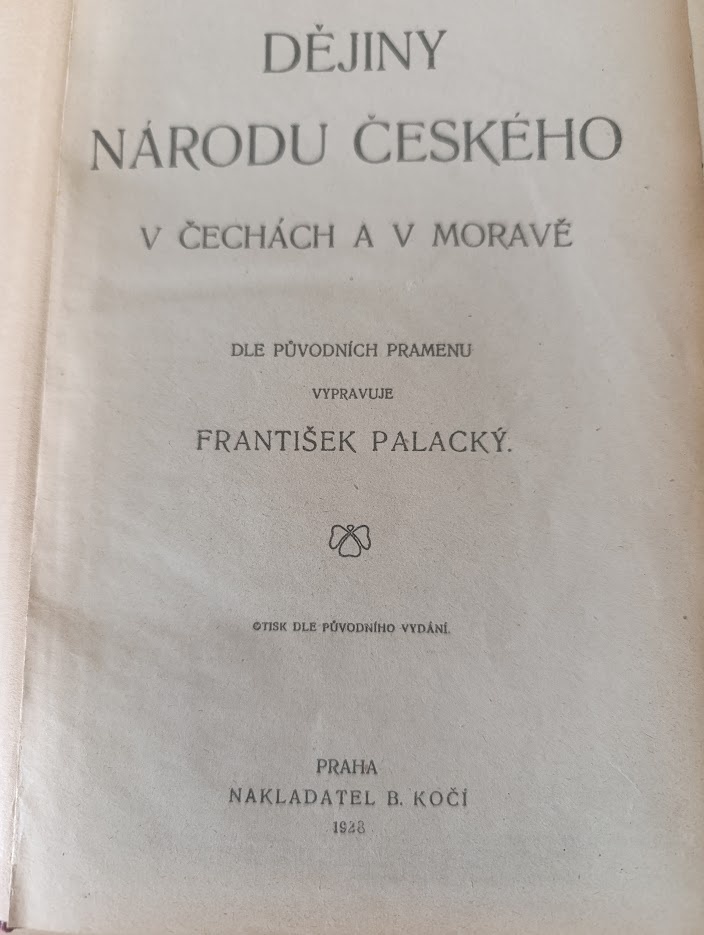 DĚJINY
NÁRODU ČESKÉHO
V ČECHÁCH A V MORAVĚ
DLE PŮVODNÍCH PRAMENU
VYPRAVUJE
FRANTIŠEK PALACKÝ.
OTISK DLE PŮVODNÍHO VYDÁNÍ.
PRAHA
NAKLADATEL B. KOČÍ